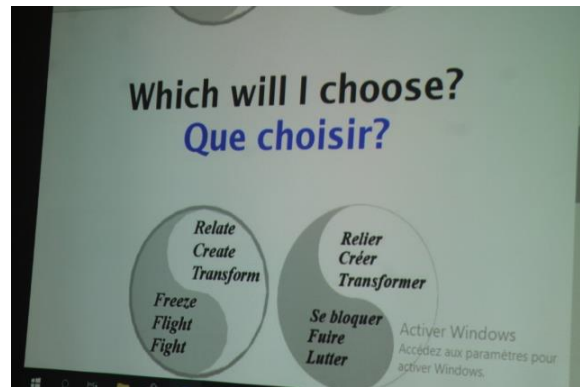 Which will I choose?
Que choisir?
Relate
Create
Transform
Freeze
Flight
Fight
Relier
Créer
Transformer
Se bloquer
Fuire
Lutter
Activer Windows
Accédez aux paramètres pour
activer Windows.